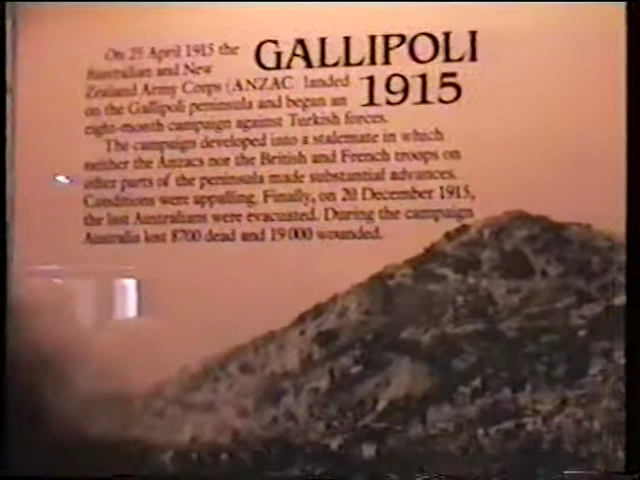 GALLIPOLI
1915
On 25 April 1915 the
Australian and New
Zealand Army Corps (ANZAC landed
on the Gallipoli peninsula and began an
eight-month campaign against Turkish forces.
The campaign developed into a stalemate in which
neither the Anzacs nor the British and French troops on
other parts of the peninsula made substantial advances.
Conditions were appalling. Finally, on 20 December 1915,
the last Australians were evacuated. During the campaign
Australia lost 8700 dead and 19 000 wounded.